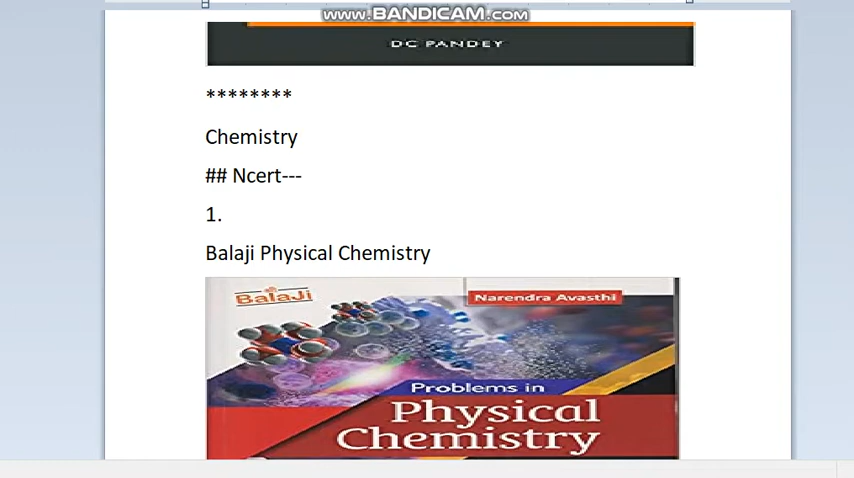 www.BANDICAM.com
DC PANDEY
********
Chemistry
## Ncert---
1.
Balaji Physical Chemistry
BalaJi
Narendra Avasthi
Problems in
Physical
Chemistry